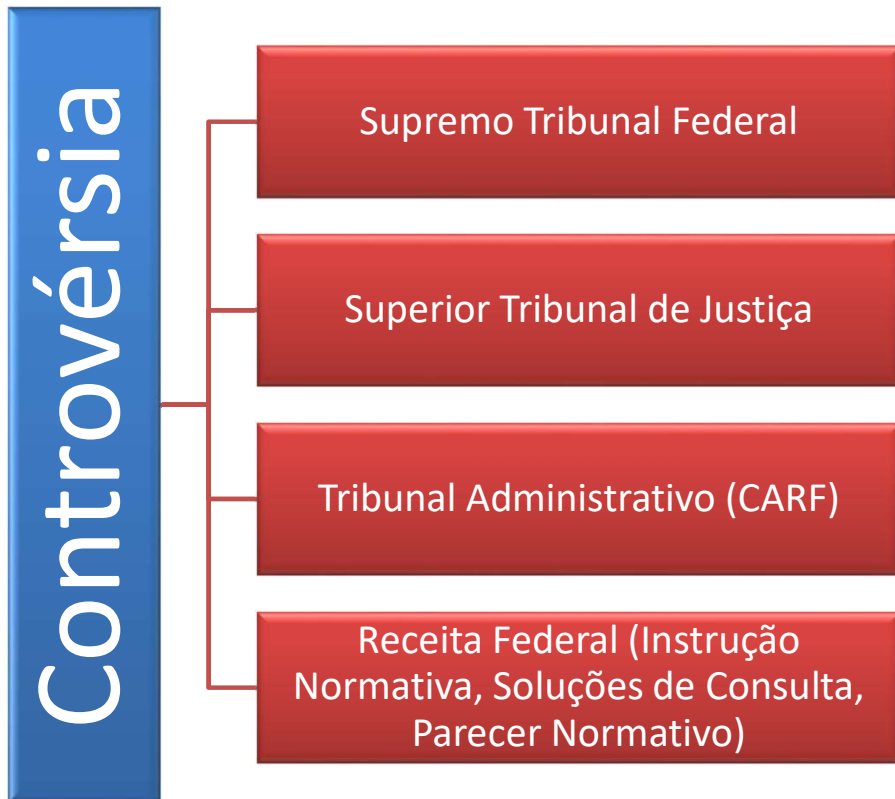 Controvérsia
Supremo Tribunal Federal
Superior Tribunal de Justiça
Tribunal Administrativo (CARF)
Receita Federal (Instrução
Normativa, Soluções de Consulta,
Parecer Normativo)